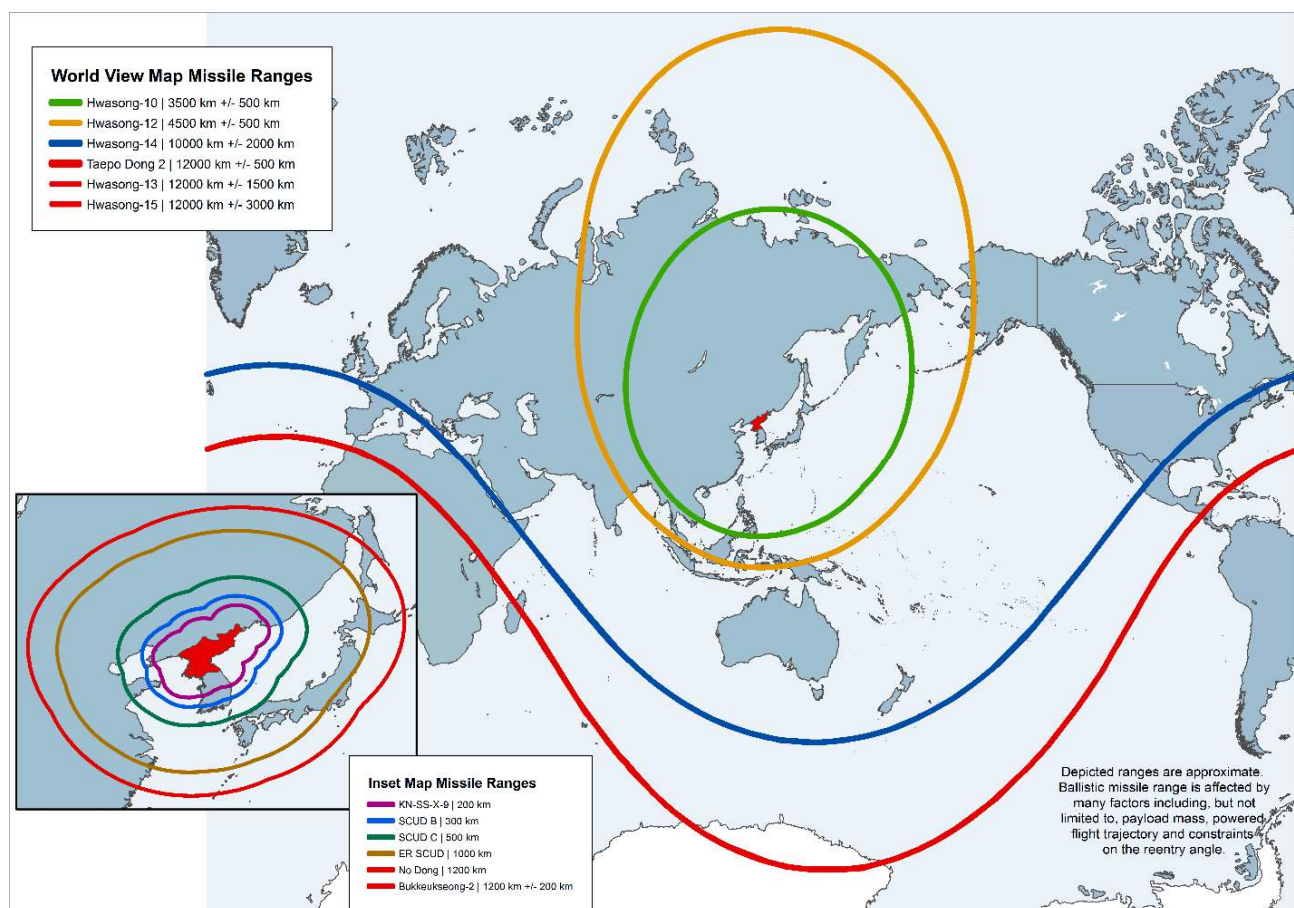 World View Map Missile Ranges
Hwasong-10 | 3500 km +/- 500 km
Hwasong-12 | 4500 km +/- 500 km
Hwasong-14 | 10000 km +/- 2000 km
Taepo Dong 2 | 12000 km +/- 500 km
Hwasong-13 | 12000 km +/- 1500 km
Hwasong-15 | 12000 km +/- 3000 km
Inset Map Missile Ranges
KN-SS-X-9 | 200 km
SCUD B | 300 km
SCUD C | 500 km
ER SCUD | 1000 km
No Dong | 1200 km
Bukkeukseong-2 | 1200 km +/- 200 km
Depicted ranges are approximate.
Ballistic missile range is affected by
many factors including, but not
limited to, payload mass, powered
flight trajectory and constraints
on the reentry angle.